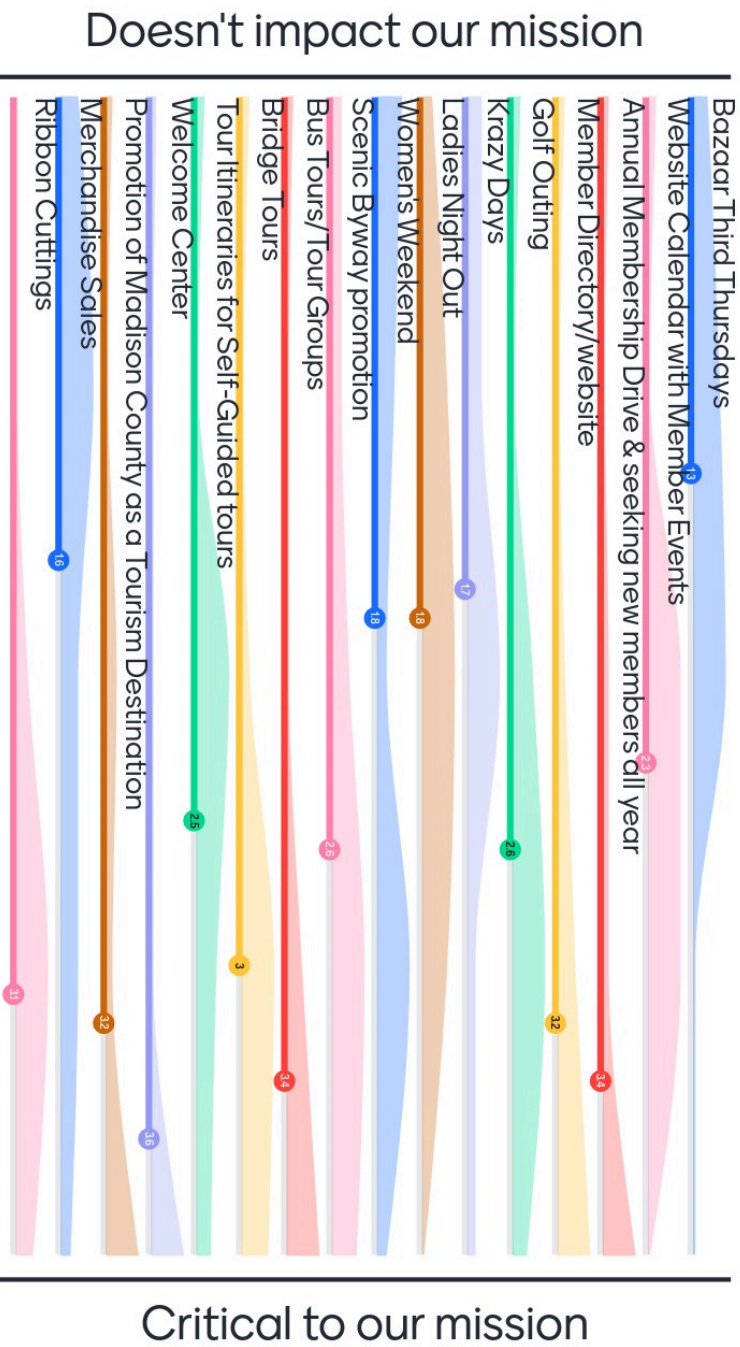 Doesn't impact our mission
Bazaar Third Thursdays
1.3
Website Calendar with Member Events
2.3
Annual Membership Drive & seeking new members all year
3.4
Member Directory/website
3.2
Golf Outing
2.6
Krazy Days
1.7
Ladies Night Out
1.8
Women's Weekend
1.8
Scenic Byway promotion
2.6
Bus Tours/Tour Groups
3.4
Bridge Tours
3
Tour Itineraries for Self-Guided tours
2.5
Welcome Center
3.6
Promotion of Madison County as a Tourism Destination
3.2
Merchandise Sales
1.6
Ribbon Cuttings
3.1
Critical to our mission